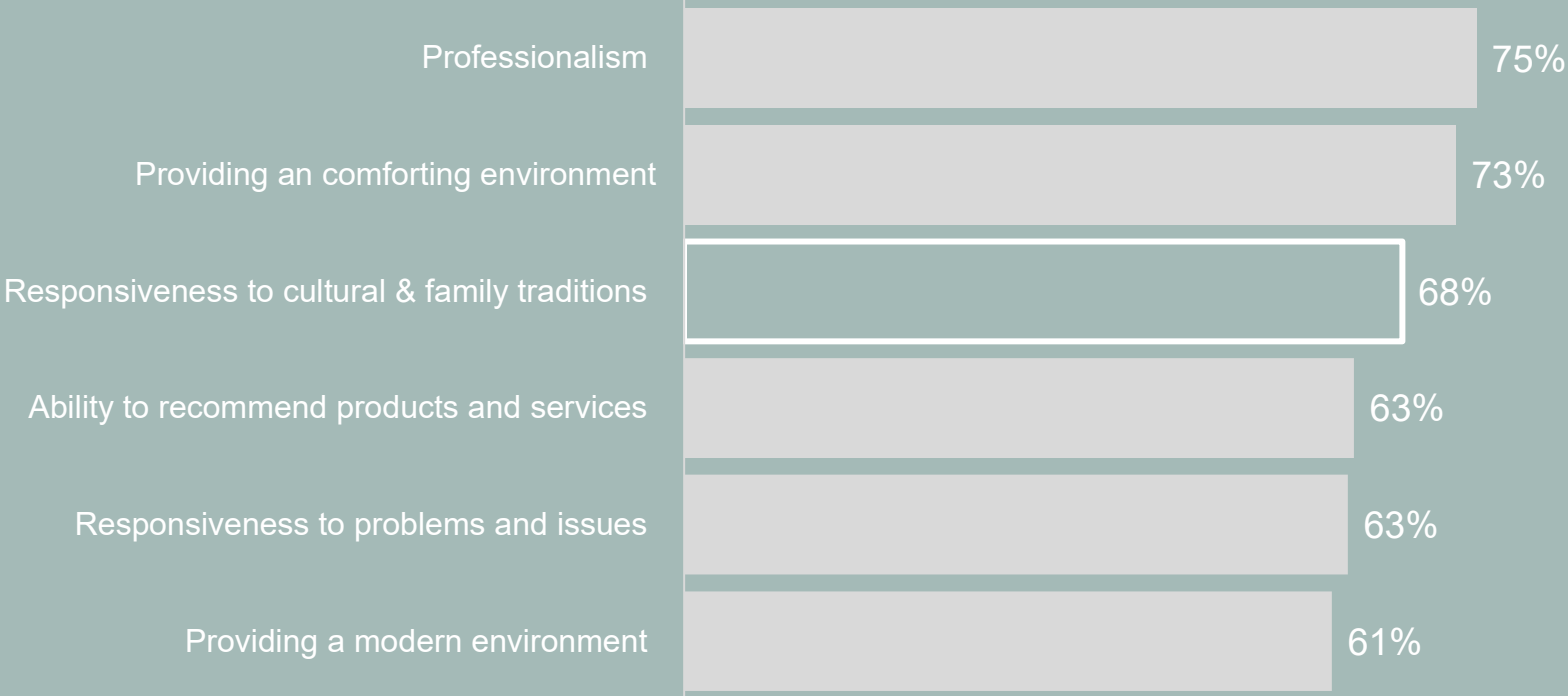 Professionalism 75%
Providing an comforting environment 73%
Responsiveness to cultural & family traditions 68%
Ability to recommend products and services 63%
Responsiveness to problems and issues 63%
Providing a modern environment 61%